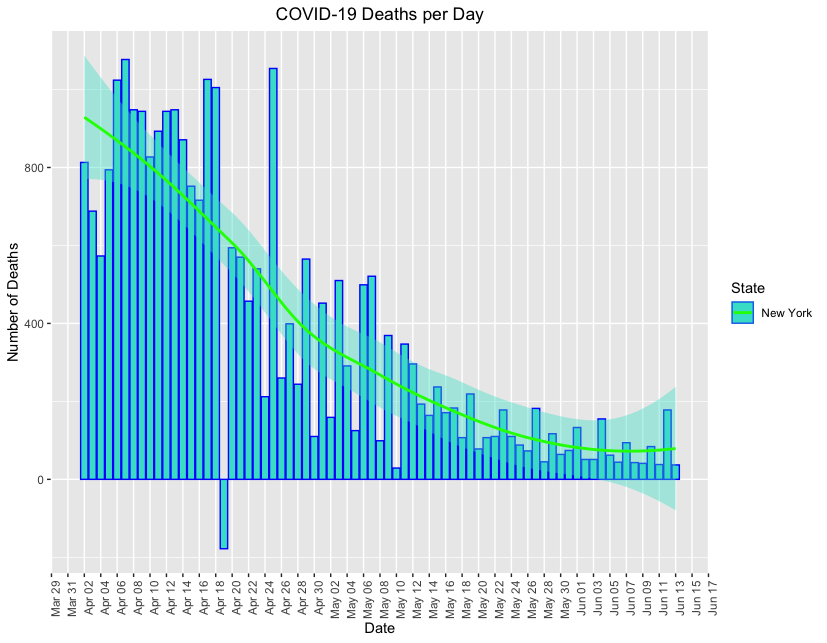 COVID-19 Deaths per Day
Number of Deaths
800
400
0
Mar 29
Mar 31
Apr 02
Apr 04
Apr 06
Apr 08
Apr 10
Apr 12
Apr 14
Apr 16
Apr 18
Apr 20
Apr 22
Apr 24
Apr 26
Apr 28
Apr 30
May 02
May 04
May 06
May 08
May 10
May 12
May 14
May 16
May 18
May 20
May 22
May 24
May 26
May 28
May 30
Jun 01
Jun 03
Jun 05
Jun 07
Jun 09
Jun 11
Jun 13
Jun 15
Jun 17
Date
State
New York